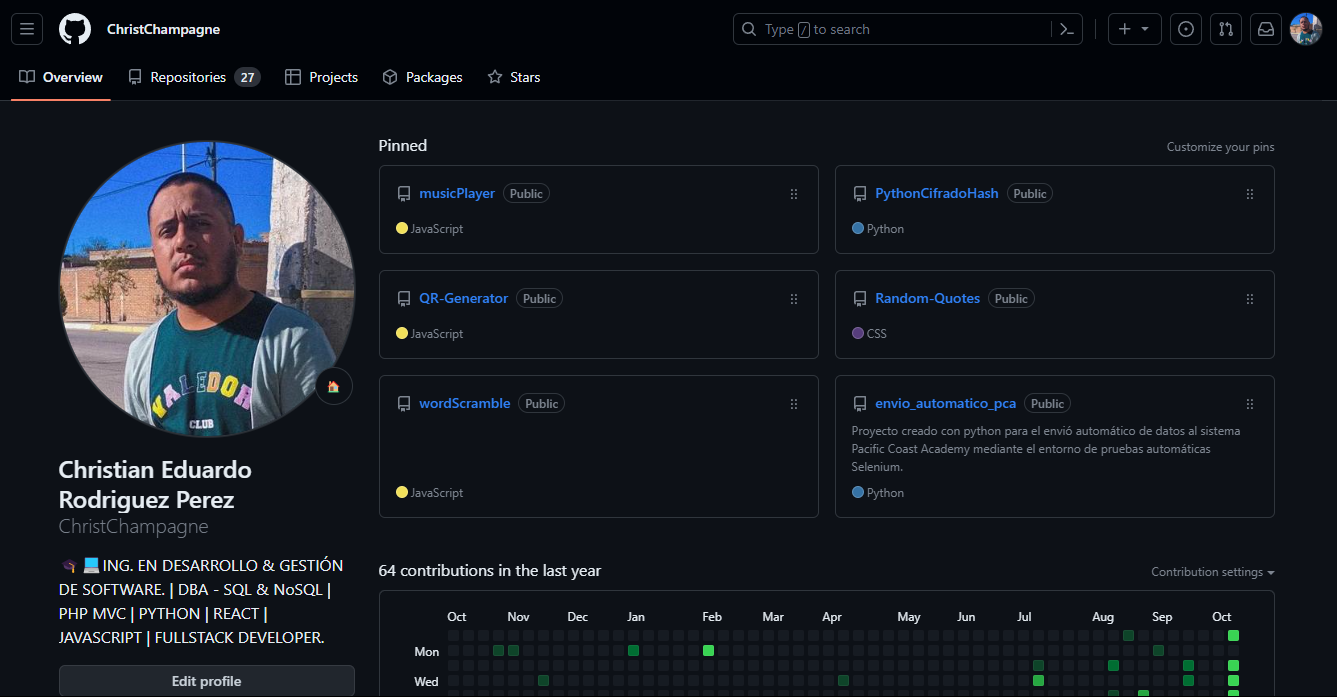 ChristChampagne
Type / to search
Overview
Repositories 27
Projects
Packages
Stars
Pinned
Customize your pins
musicPlayer Public
JavaScript
PythonCifradoHash Public
Python
QR-Generator Public
JavaScript
Random-Quotes Public
CSS
wordScramble Public
JavaScript
envio_automatico_pca Public
Proyecto creado con python para el envió automático de datos al sistema
Pacific Coast Academy mediante el entorno de pruebas automáticas
Selenium.
Python
VALEDOR
CLUB
Christian Eduardo
Rodriguez Perez
ChristChampagne
🎓 💻 ING. EN DESARROLLO & GESTIÓN
DE SOFTWARE. | DBA - SQL & NoSQL |
PHP MVC | PYTHON | REACT |
JAVASCRIPT | FULLSTACK DEVELOPER.
Edit profile
64 contributions in the last year
Contribution settings
Oct Nov Dec Jan Feb Mar Apr May Jun Jul Aug Sep Oct
Mon
Wed